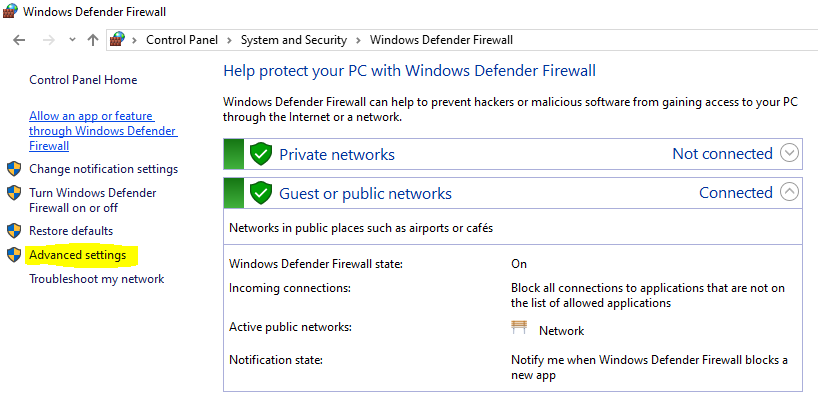 Windows Defender Firewall
Control Panel > System and Security > Windows Defender Firewall
Control Panel Home
Allow an app or feature
through Windows Defender
Firewall
Change notification settings
Turn Windows Defender
Firewall on or off
Restore defaults
Advanced settings
Troubleshoot my network
Help protect your PC with Windows Defender Firewall
Windows Defender Firewall can help to prevent hackers or malicious software from gaining access to your PC
through the Internet or a network.
Private networks Not connected
Guest or public networks Connected
Networks in public places such as airports or cafés
Windows Defender Firewall state: On
Incoming connections: Block all connections to applications that are not on
the list of allowed applications
Active public networks: Network
Notification state: Notify me when Windows Defender Firewall blocks a
new app